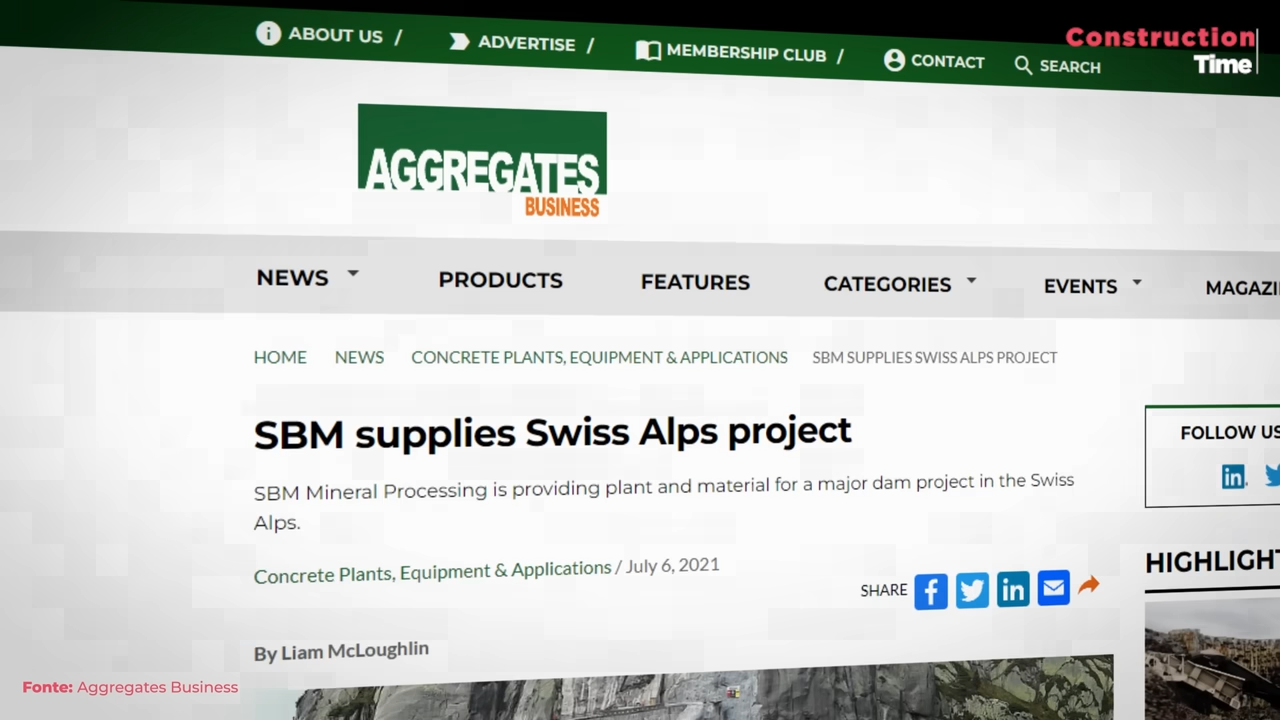 ABOUT US / ADVERTISE / MEMBERSHIP CLUB / CONTACT SEARCH
Construction
Time
AGGREGATES
BUSINESS
NEWS PRODUCTS FEATURES CATEGORIES EVENTS MAGAZI
HOME NEWS CONCRETE PLANTS, EQUIPMENT & APPLICATIONS SBM SUPPLIES SWISS ALPS PROJECT
SBM supplies Swiss Alps project
SBM Mineral Processing is providing plant and material for a major dam project in the Swiss
Alps.
Concrete Plants, Equipment & Applications / July 6, 2021
SHARE
By Liam McLoughlin
FOLLOW US
HIGHLIGHT
Fonte: Aggregates Business